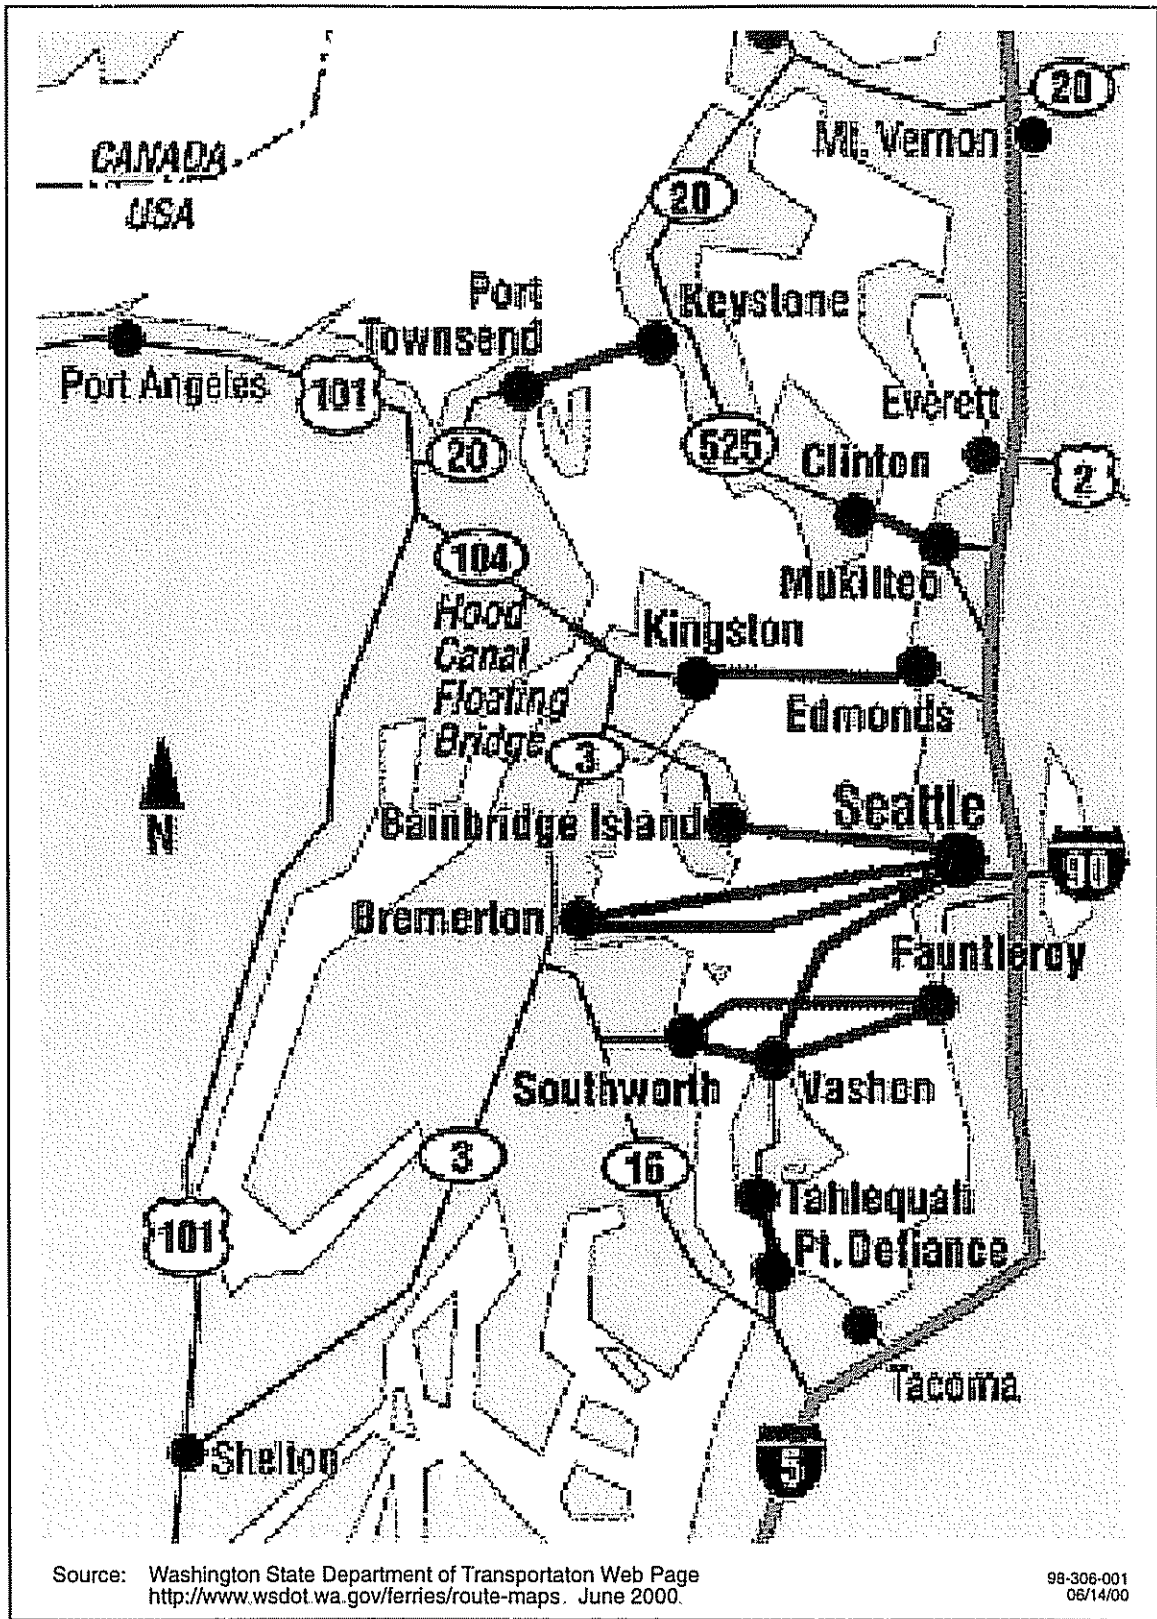 20
Mt. Vernon
CANADA
USA
20
Port
Townsend
Keystone
Port Angeles
101
Everett
20
525
Clinton
2
104
Mukilteo
Hood
Canal
Floating
Bridge
Kingston
Edmonds
3
Seattle
Bainbridge Island
N
90
Bremerton
Fauntleroy
Southworth
Vashon
3
16
Tahlequah
101
Pt. Defiance
Tacoma
Shelton
5
Source: Washington State Department of Transportaton Web Page
http://www.wsdot.wa.gov/ferries/route-maps. June 2000.
98-306-001
06/14/00